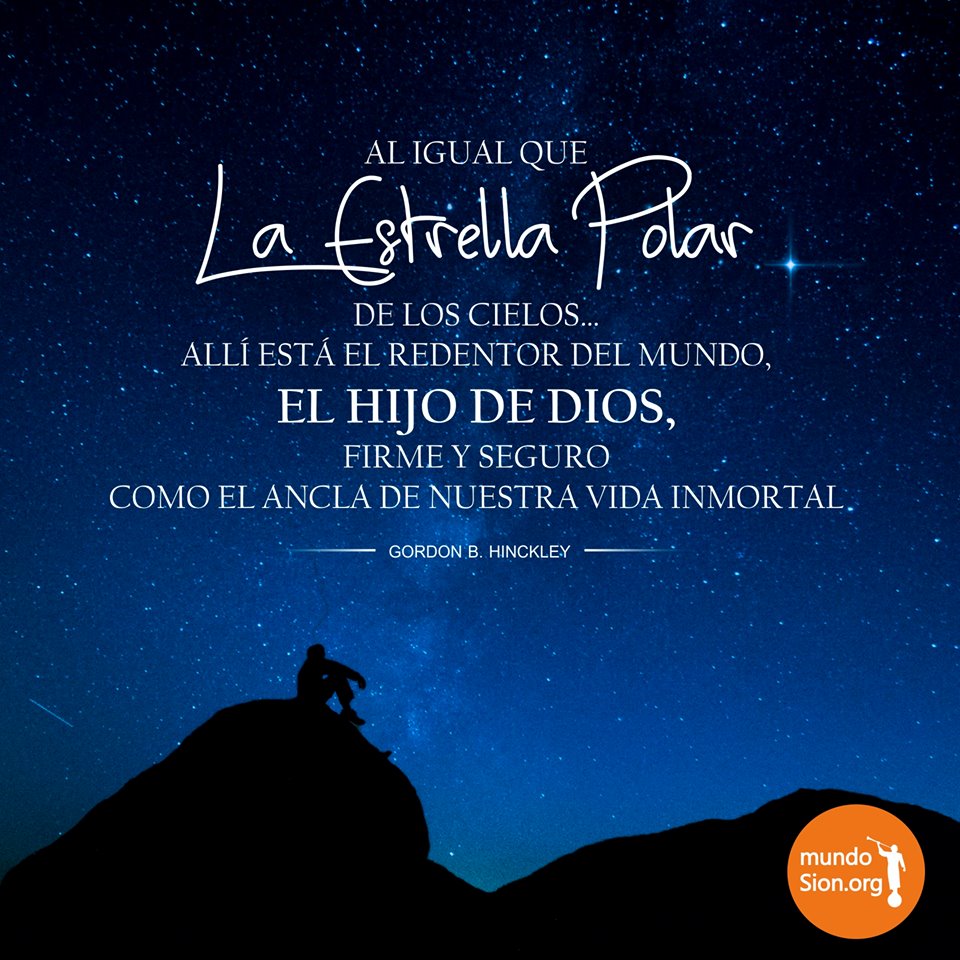 AL IGUAL QUE
La Estrella Polar
DE LOS CIELOS...
ALLÍ ESTÁ EL REDENTOR DEL MUNDO,
EL HIJO DE DIOS,
FIRME Y SEGURO
COMO EL ANCLA DE NUESTRA VIDA INMORTAL
GORDON B. HINCKLEY
mundo
Sion.org